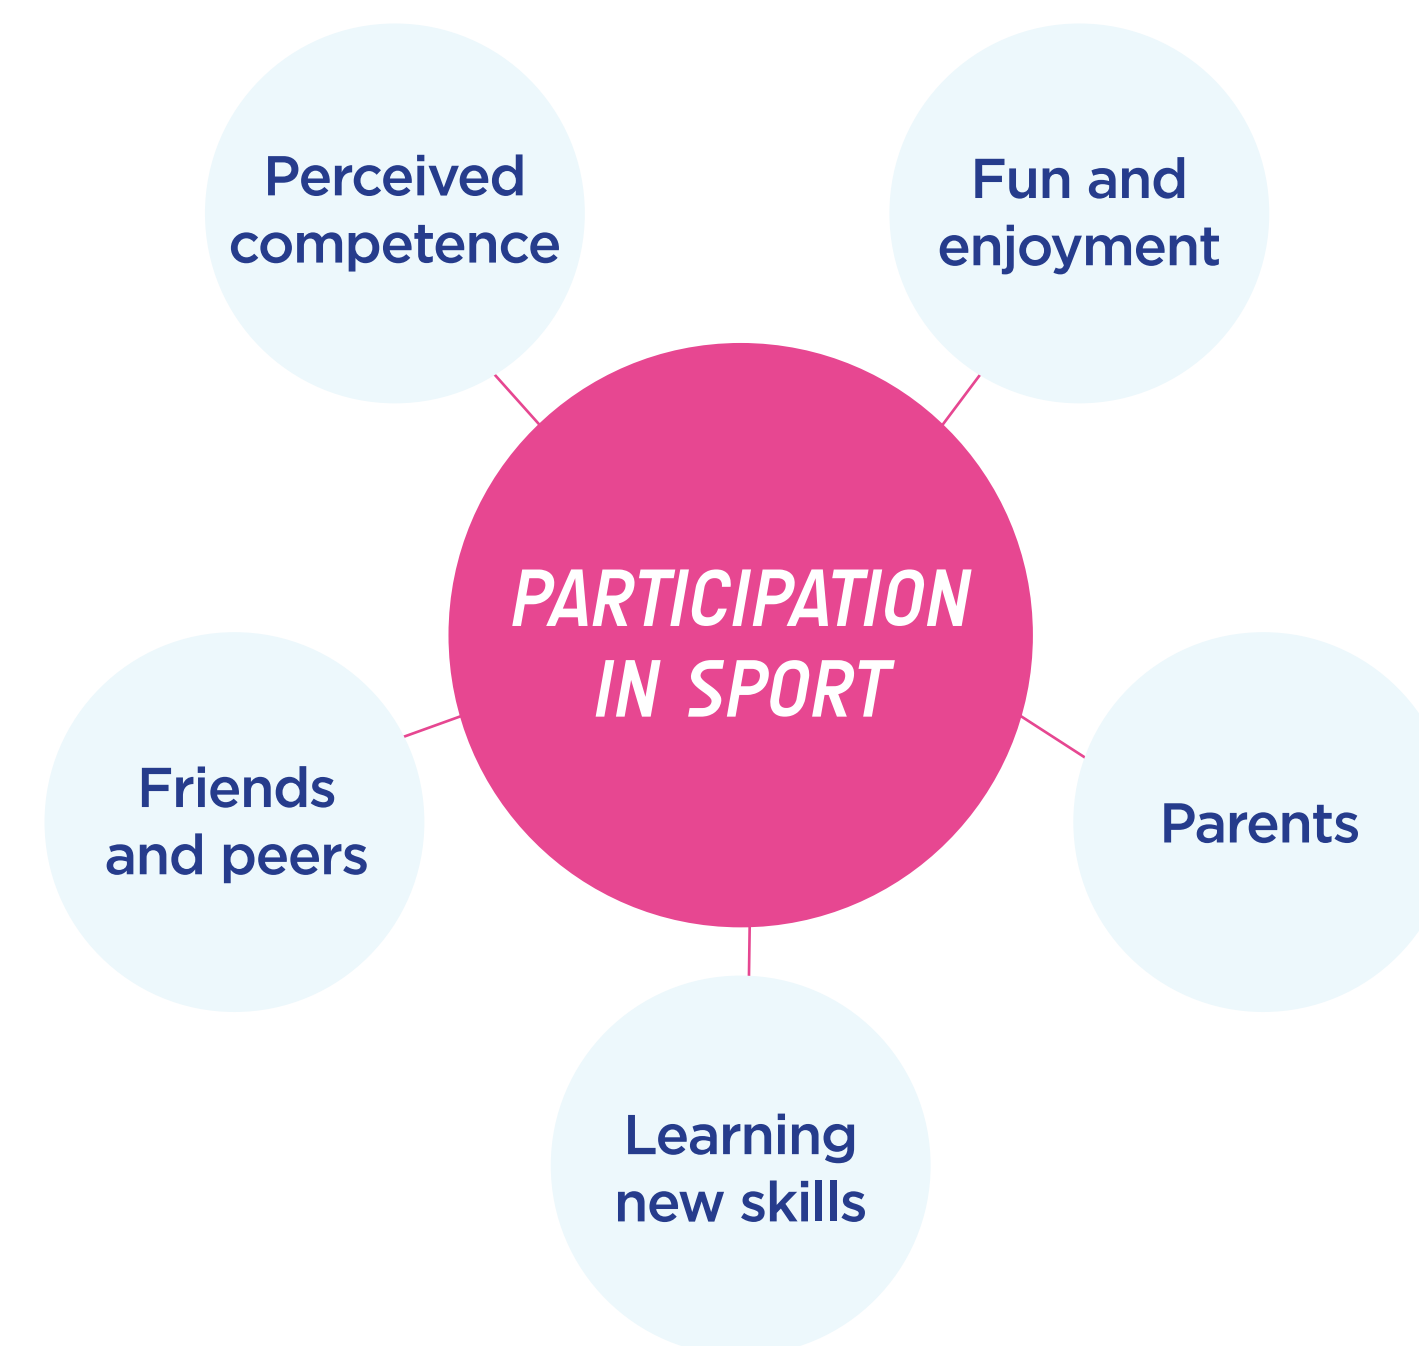 Perceived
competence
Fun and
enjoyment
PARTICIPATION
IN SPORT
Friends
and peers
Parents
Learning
new skills